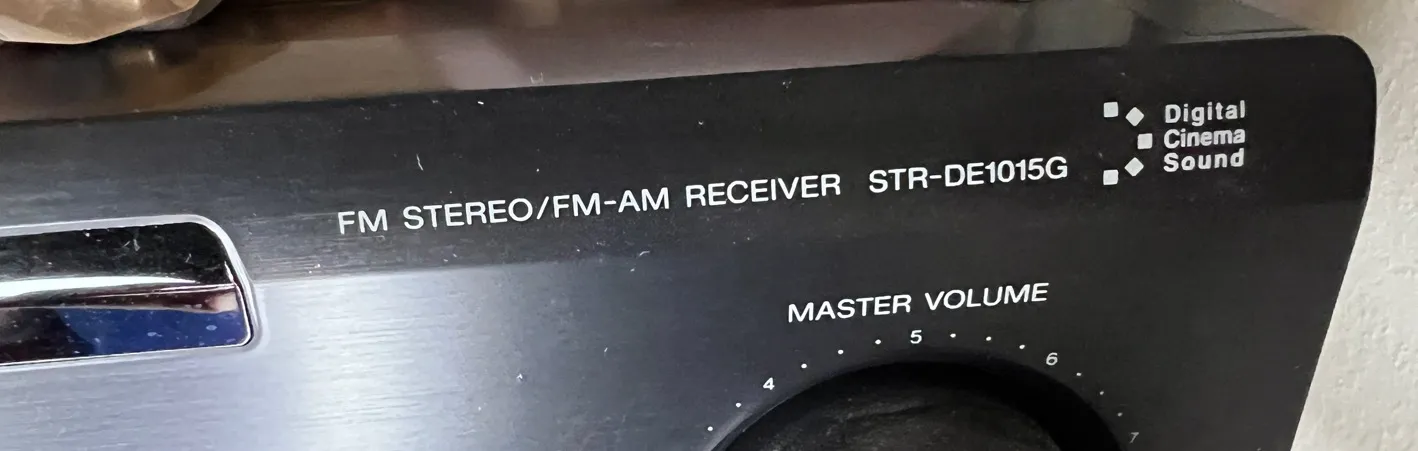 Digital
Cinema
Sound
FM STEREO/FM-AM RECEIVER STR-DE1015G
MASTER VOLUME
4 5 6 7